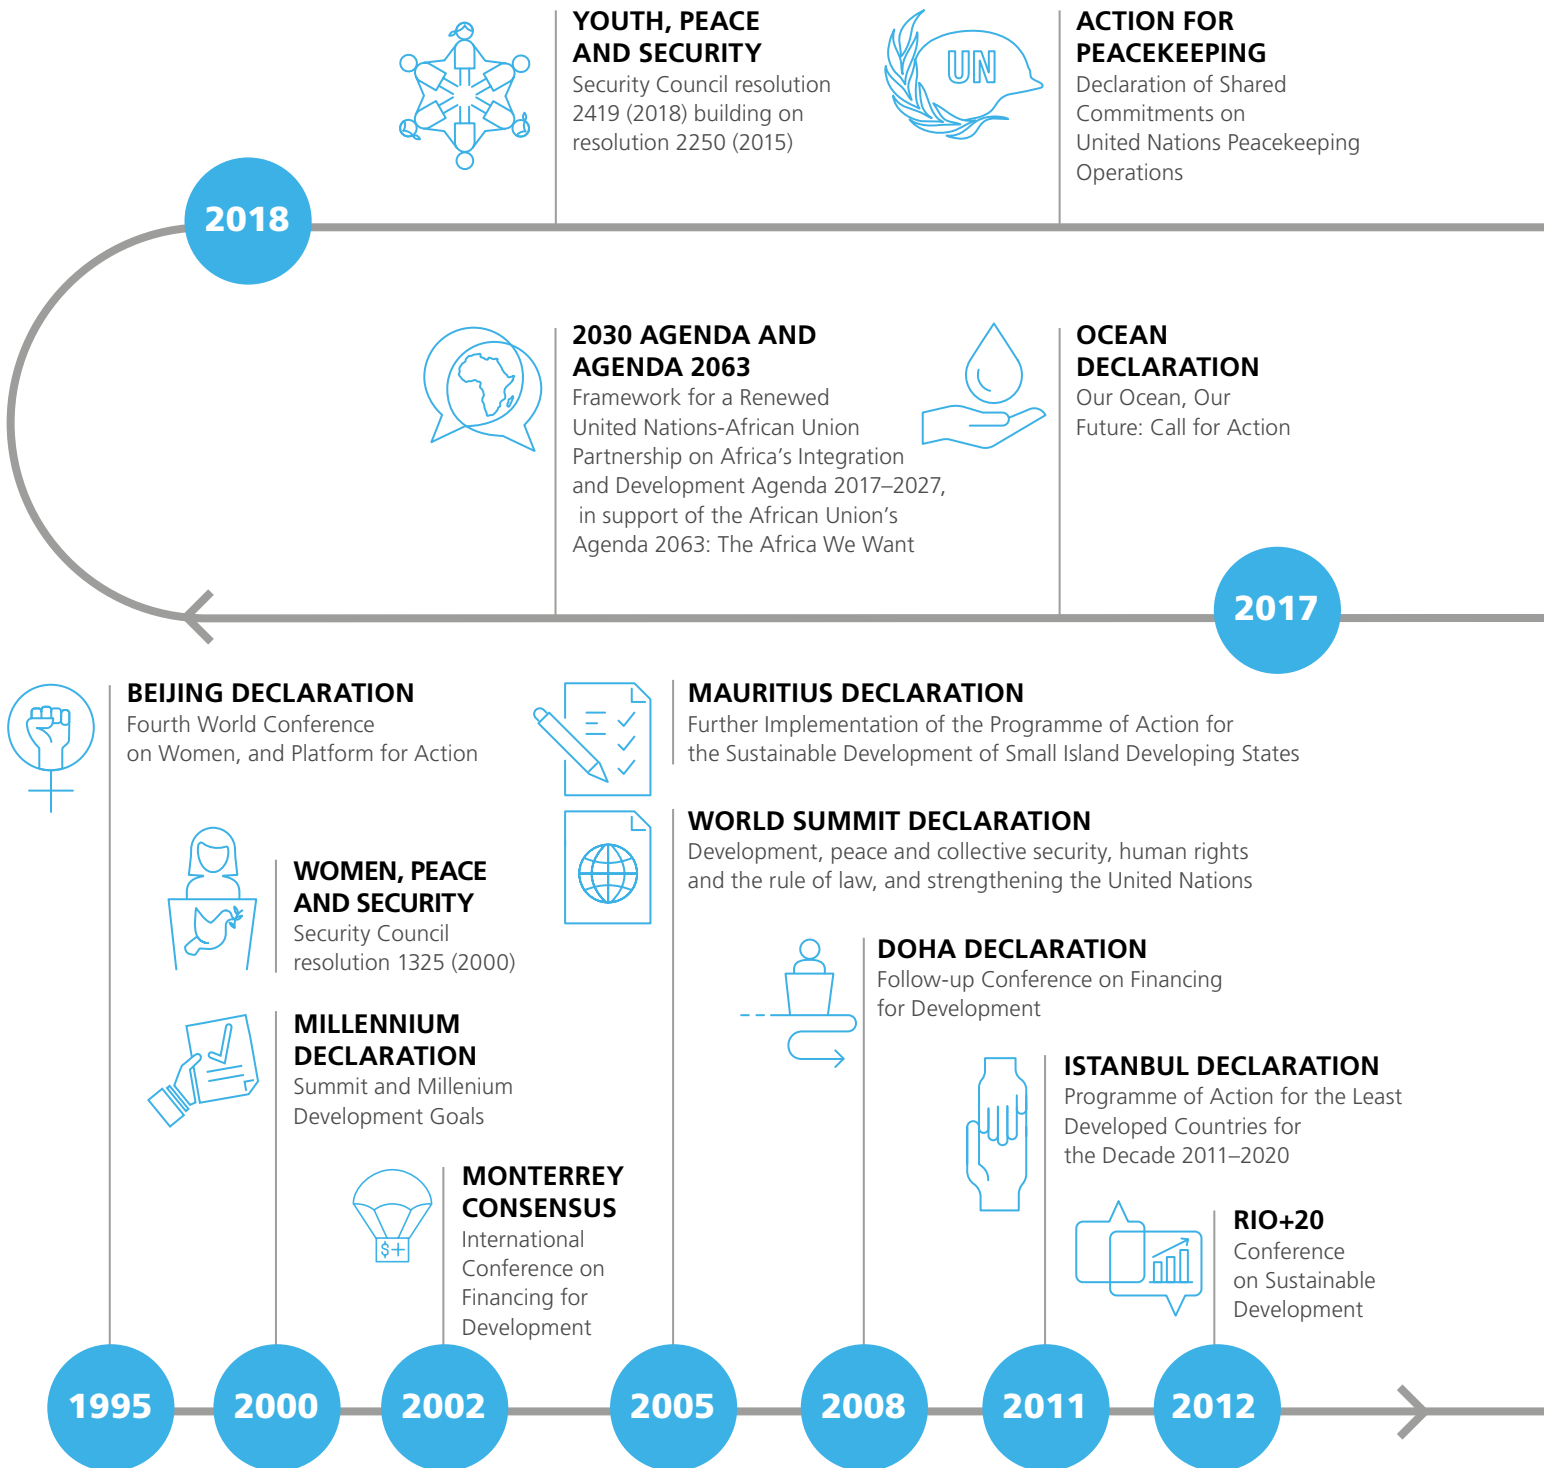 YOUTH, PEACE
AND SECURITY
Security Council resolution
2419 (2018) building on
resolution 2250 (2015)
UN
ACTION FOR
PEACEKEEPING
Declaration of Shared
Commitments on
United Nations Peacekeeping
Operations
2018
2030 AGENDA AND
AGENDA 2063
Framework for a Renewed
United Nations-African Union
Partnership on Africa’s Integration
and Development Agenda 2017–2027,
in support of the African Union’s
Agenda 2063: The Africa We Want
OCEAN
DECLARATION
Our Ocean, Our
Future: Call for Action
2017
BEIJING DECLARATION
Fourth World Conference
on Women, and Platform for Action
MAURITIUS DECLARATION
Further Implementation of the Programme of Action for
the Sustainable Development of Small Island Developing States
WORLD SUMMIT DECLARATION
Development, peace and collective security, human rights
and the rule of law, and strengthening the United Nations
WOMEN, PEACE
AND SECURITY
Security Council
resolution 1325 (2000)
DOHA DECLARATION
Follow-up Conference on Financing
for Development
MILLENNIUM
DECLARATION
Summit and Millenium
Development Goals
ISTANBUL DECLARATION
Programme of Action for the Least
Developed Countries for
the Decade 2011–2020
MONTERREY
CONSENSUS
International
Conference on
Financing for
Development
$+
RIO+20
Conference
on Sustainable
Development
1995
2000
2002
2005
2008
2011
2012